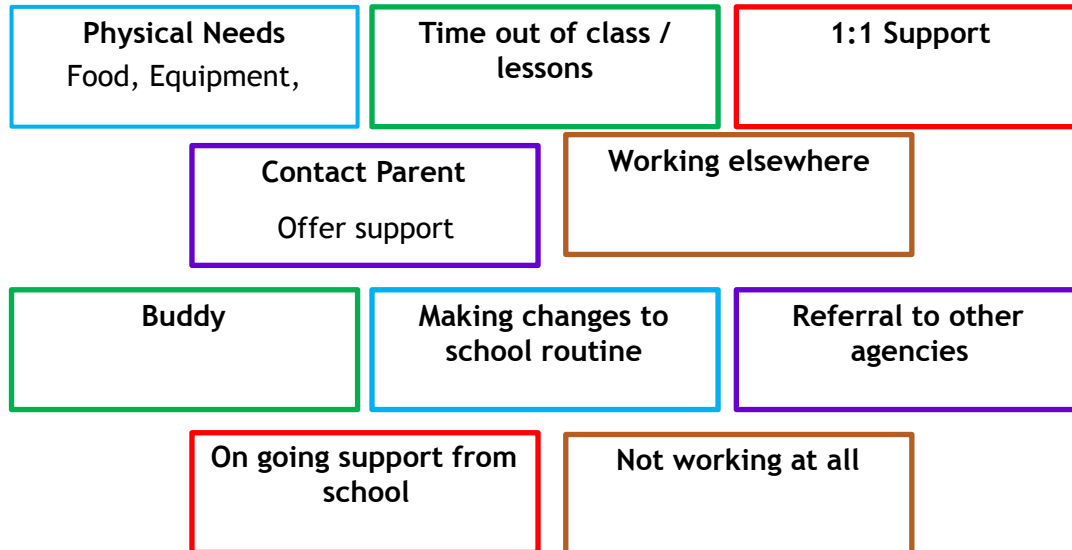 Physical Needs
Food, Equipment,
Time out of class /
lessons
1:1 Support
Contact Parent
Offer support
Working elsewhere
Buddy
Making changes to
school routine
Referral to other
agencies
On going support from
school
Not working at all